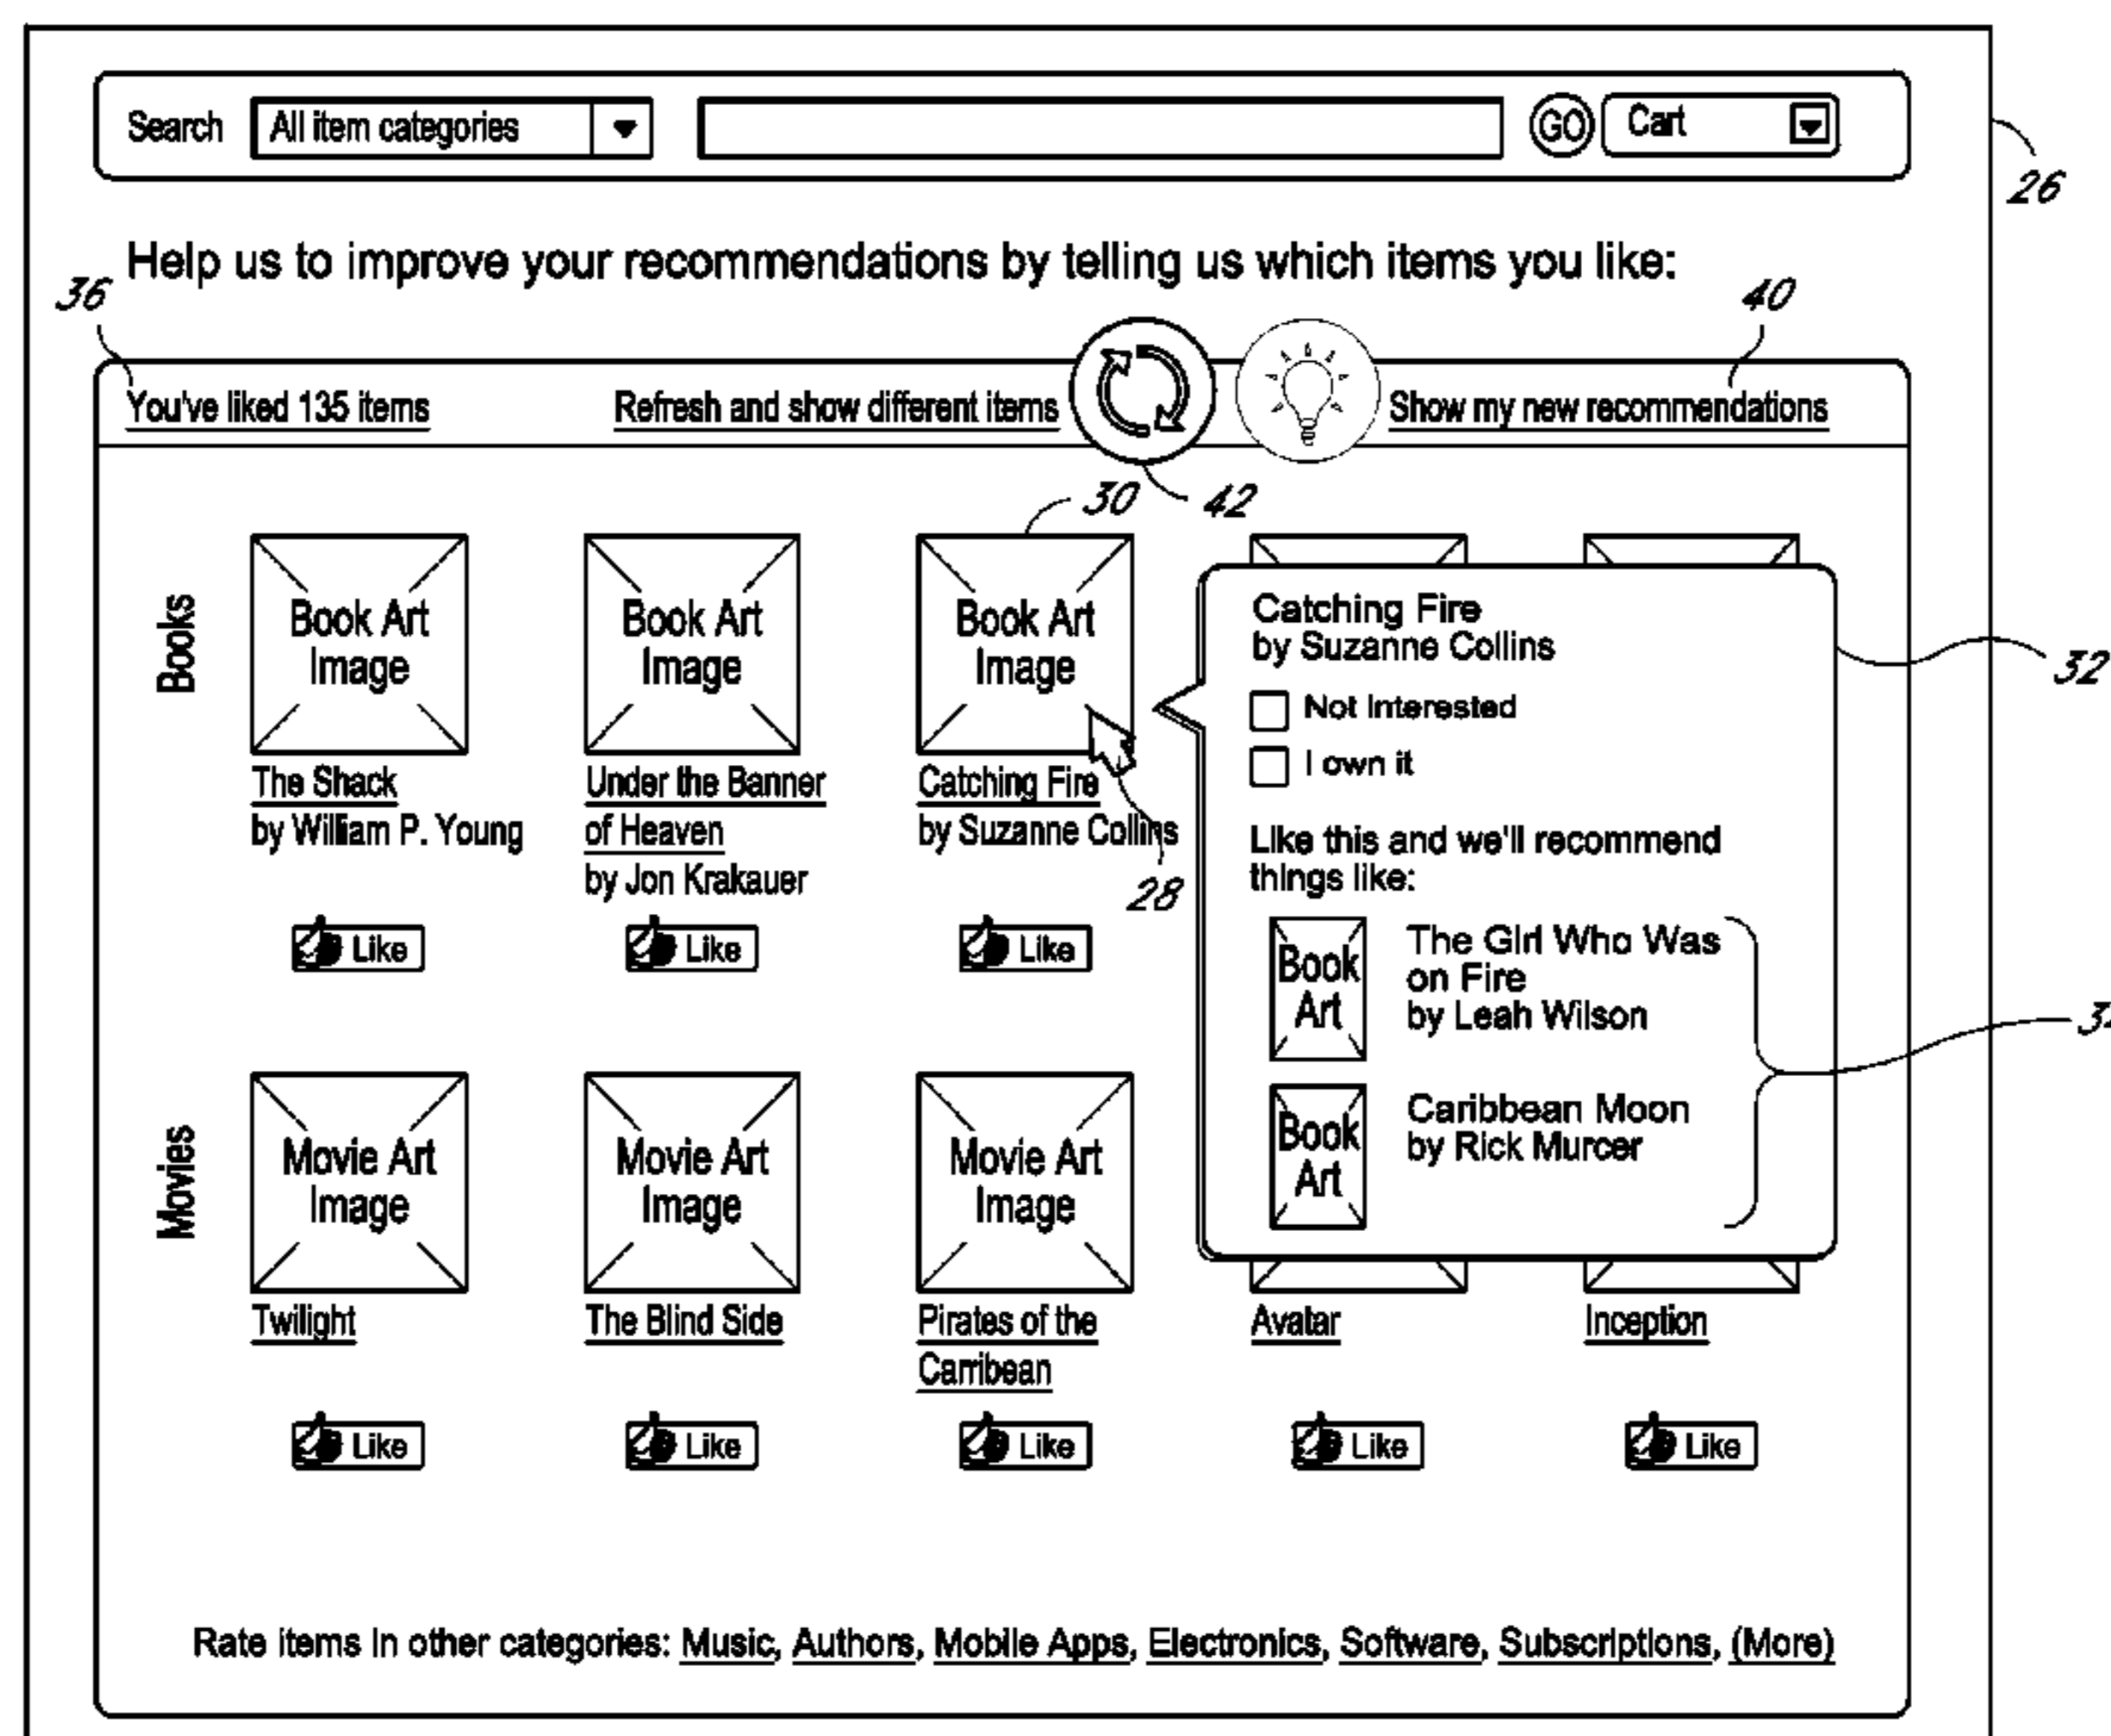 Search All item categories GO Cart
26
Help us to improve your recommendations by telling us which items you like:
36
40
You've liked 135 items Refresh and show different items Show my new recommendations
30 42
Books
Book Art
Image
The Shack
by William P. Young
Like
Book Art
Image
Under the Banner
of Heaven
by Jon Krakauer
Like
Book Art
Image
Catching Fire
by Suzanne Collins
28
Like
Catching Fire
by Suzanne Collins
32
Not Interested
I own it
Like this and we'll recommend
things like:
Book
Art
The Girl Who Was
on Fire
by Leah Wilson
Book
Art
Caribbean Moon
by Rick Murcer
Movies
Movie Art
Image
Twilight
Like
Movie Art
Image
The Blind Side
Like
Movie Art
Image
Pirates of the
Carribean
Like
Avatar
Like
Inception
Like
Rate items in other categories: Music, Authors, Mobile Apps, Electronics, Software, Subscriptions, (More)